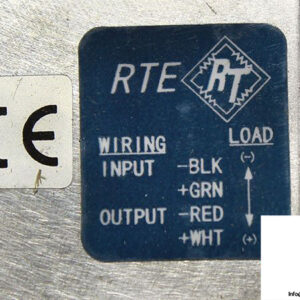 RTE RT
WIRING LOAD
INPUT -BLK (-)
+GRN
OUTPUT -RED
+WHT (+)
CE